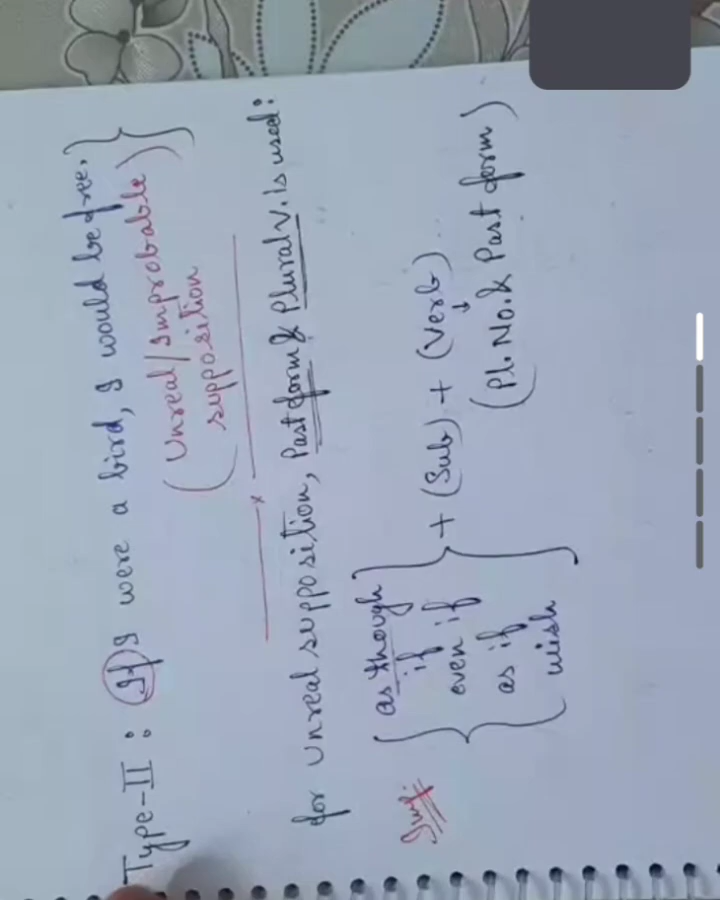 Type-II : If I were a bird, I would be free.
(Unreal/Improbable
supposition)
x
for Unreal supposition, Past form & Plural v. is used:
Imp.
as though
if
even if
as if
wish
+ (Sub) + (Verb)
(Pl. No. & Past form)